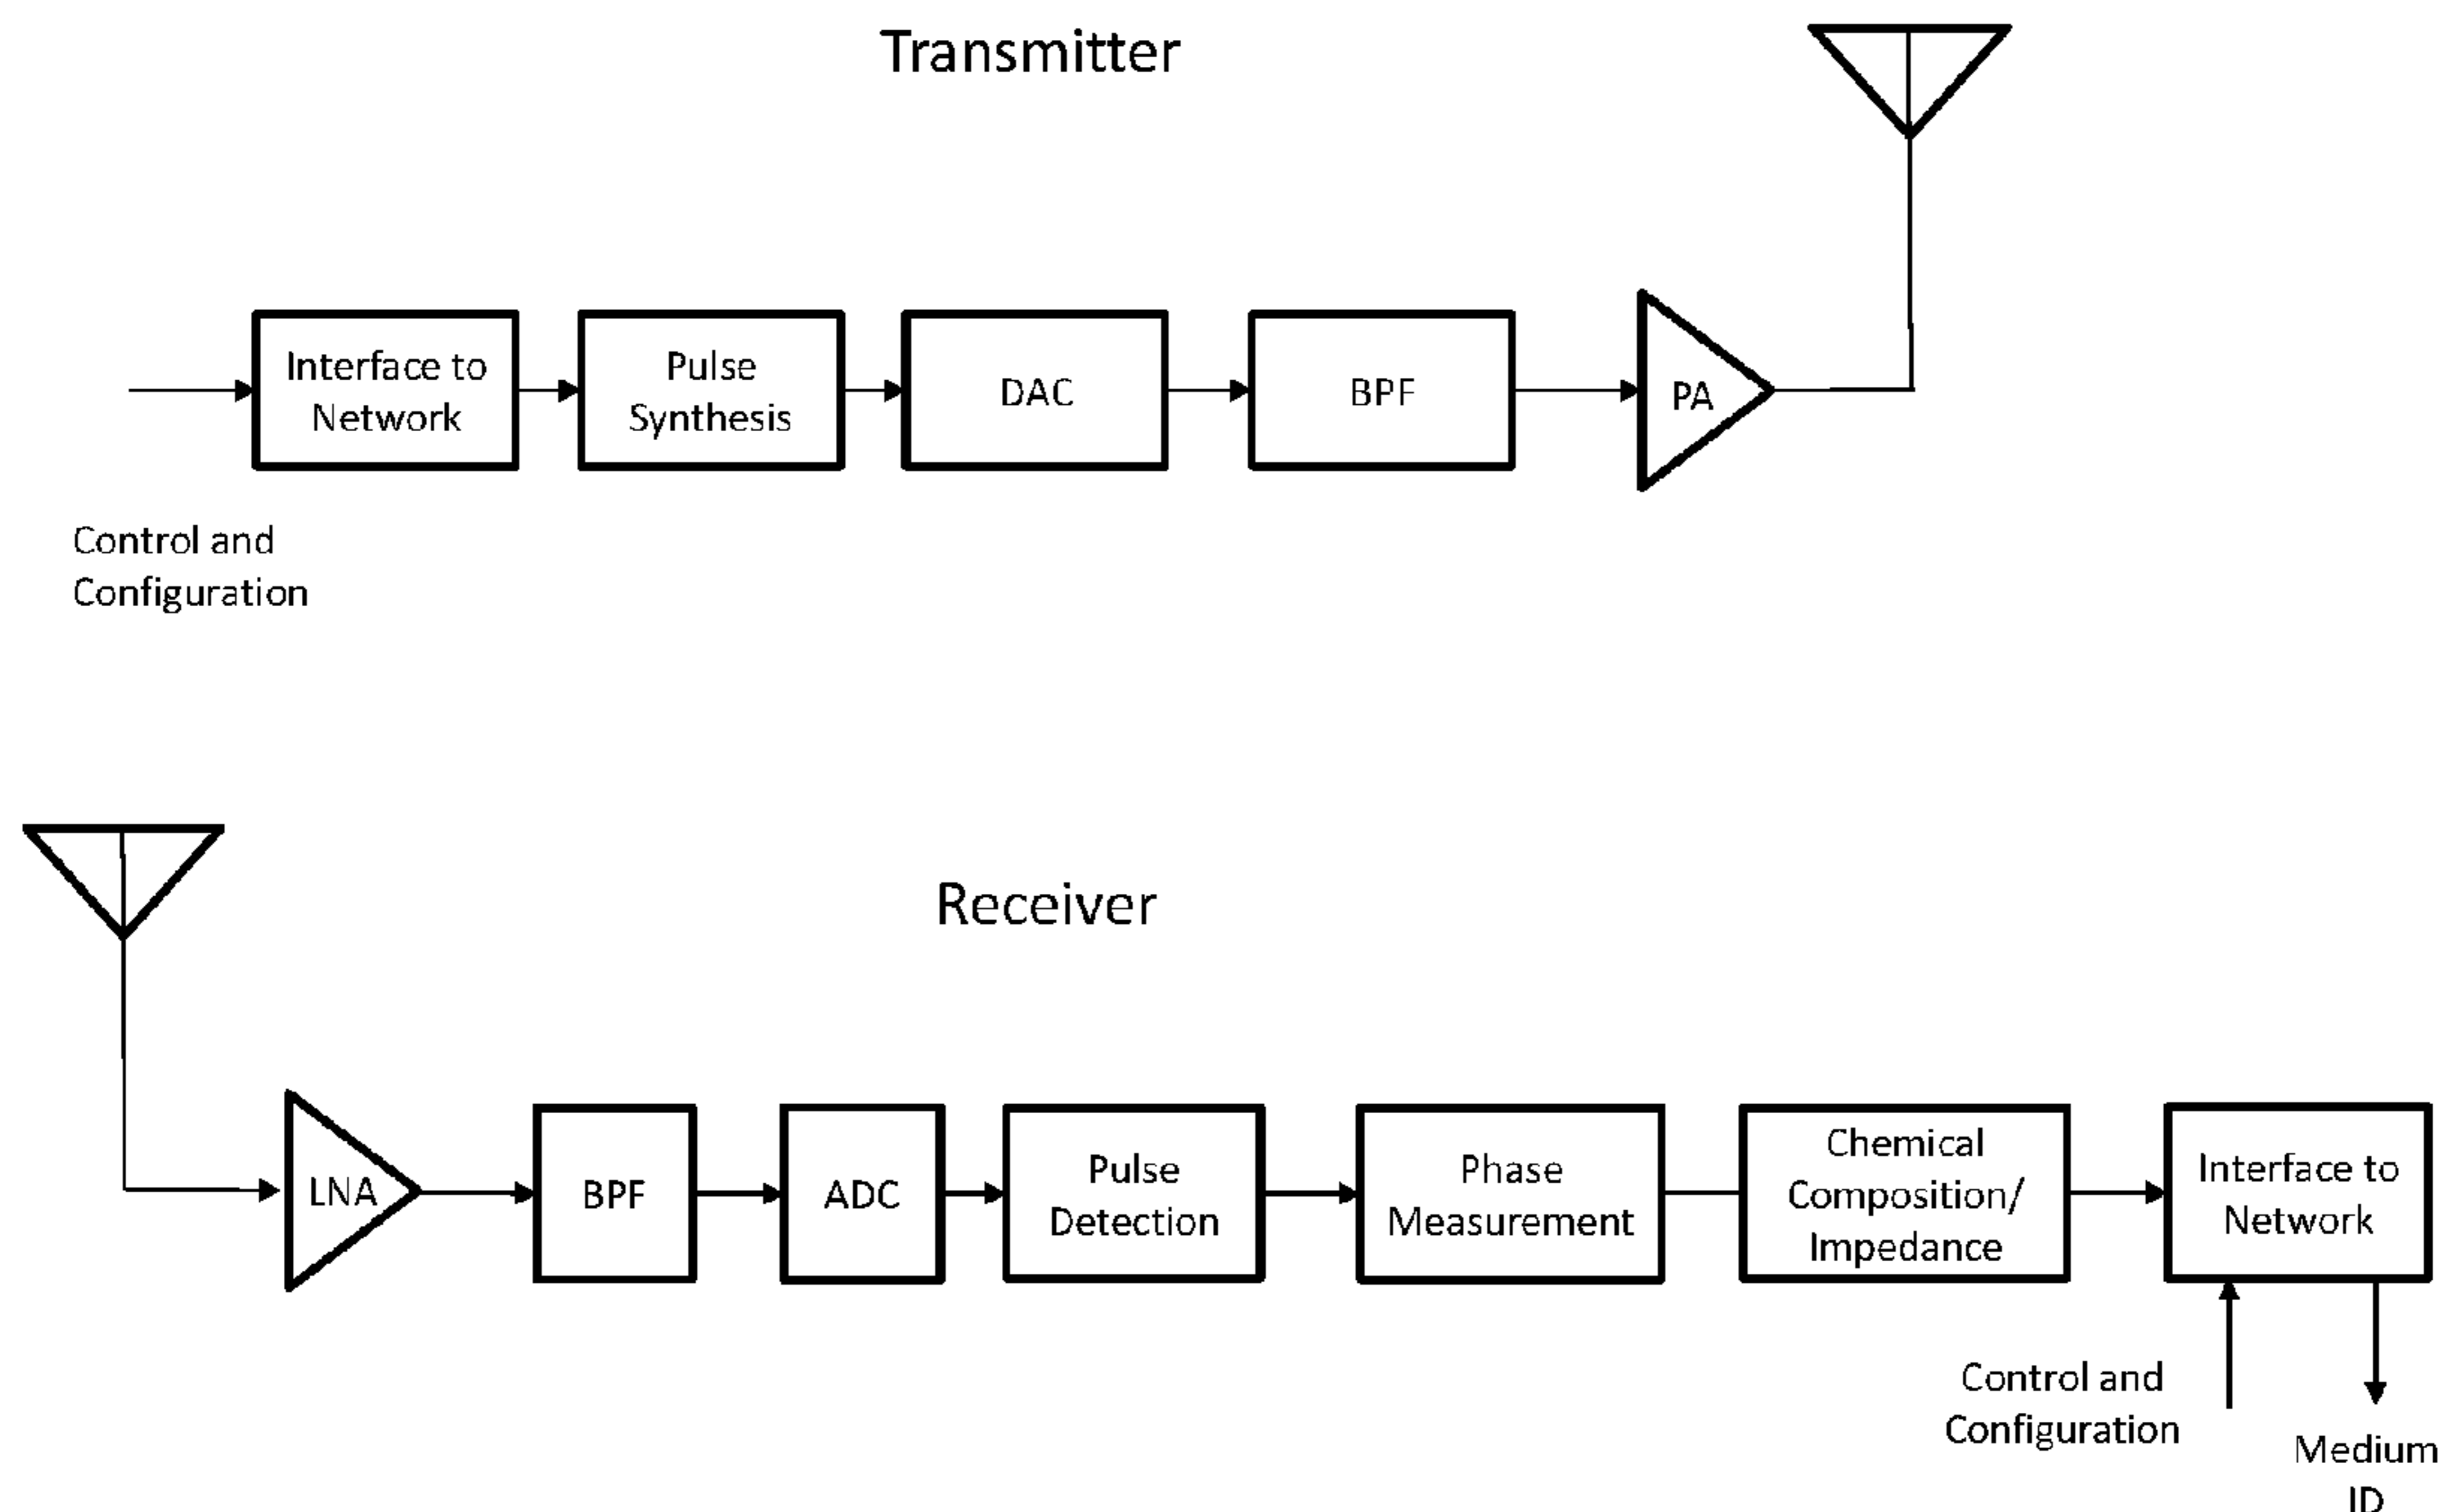 Transmitter
Interface to
Network
Pulse
Synthesis
DAC
BPF
PA
Control and
Configuration
Receiver
LNA
BPF
ADC
Pulse
Detection
Phase
Measurement
Chemical
Composition/
Impedance
Interface to
Network
Control and
Configuration
Medium
ID